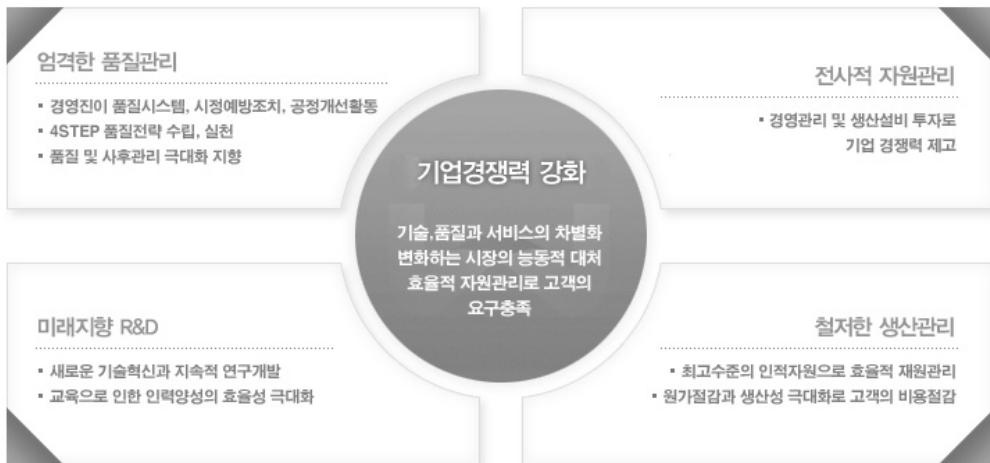 엄격한 품질관리
▪ 경영진이 품질시스템, 시정예방조치, 공정개선활동
▪ 4STEP 품질전략 수립, 실천
▪ 품질 및 사후관리 극대화 지향
전사적 자원관리
▪ 경영관리 및 생산설비 투자로
기업 경쟁력 제고
기업경쟁력 강화
기술,품질과 서비스의 차별화
변화하는 시장의 능동적 대처
효율적 자원관리로 고객의
요구충족
미래지향 R&D
▪ 새로운 기술혁신과 지속적 연구개발
▪ 교육으로 인한 인력양성의 효율성 극대화
철저한 생산관리
▪ 최고수준의 인적자원으로 효율적 재원관리
▪ 원가절감과 생산성 극대화로 고객의 비용절감